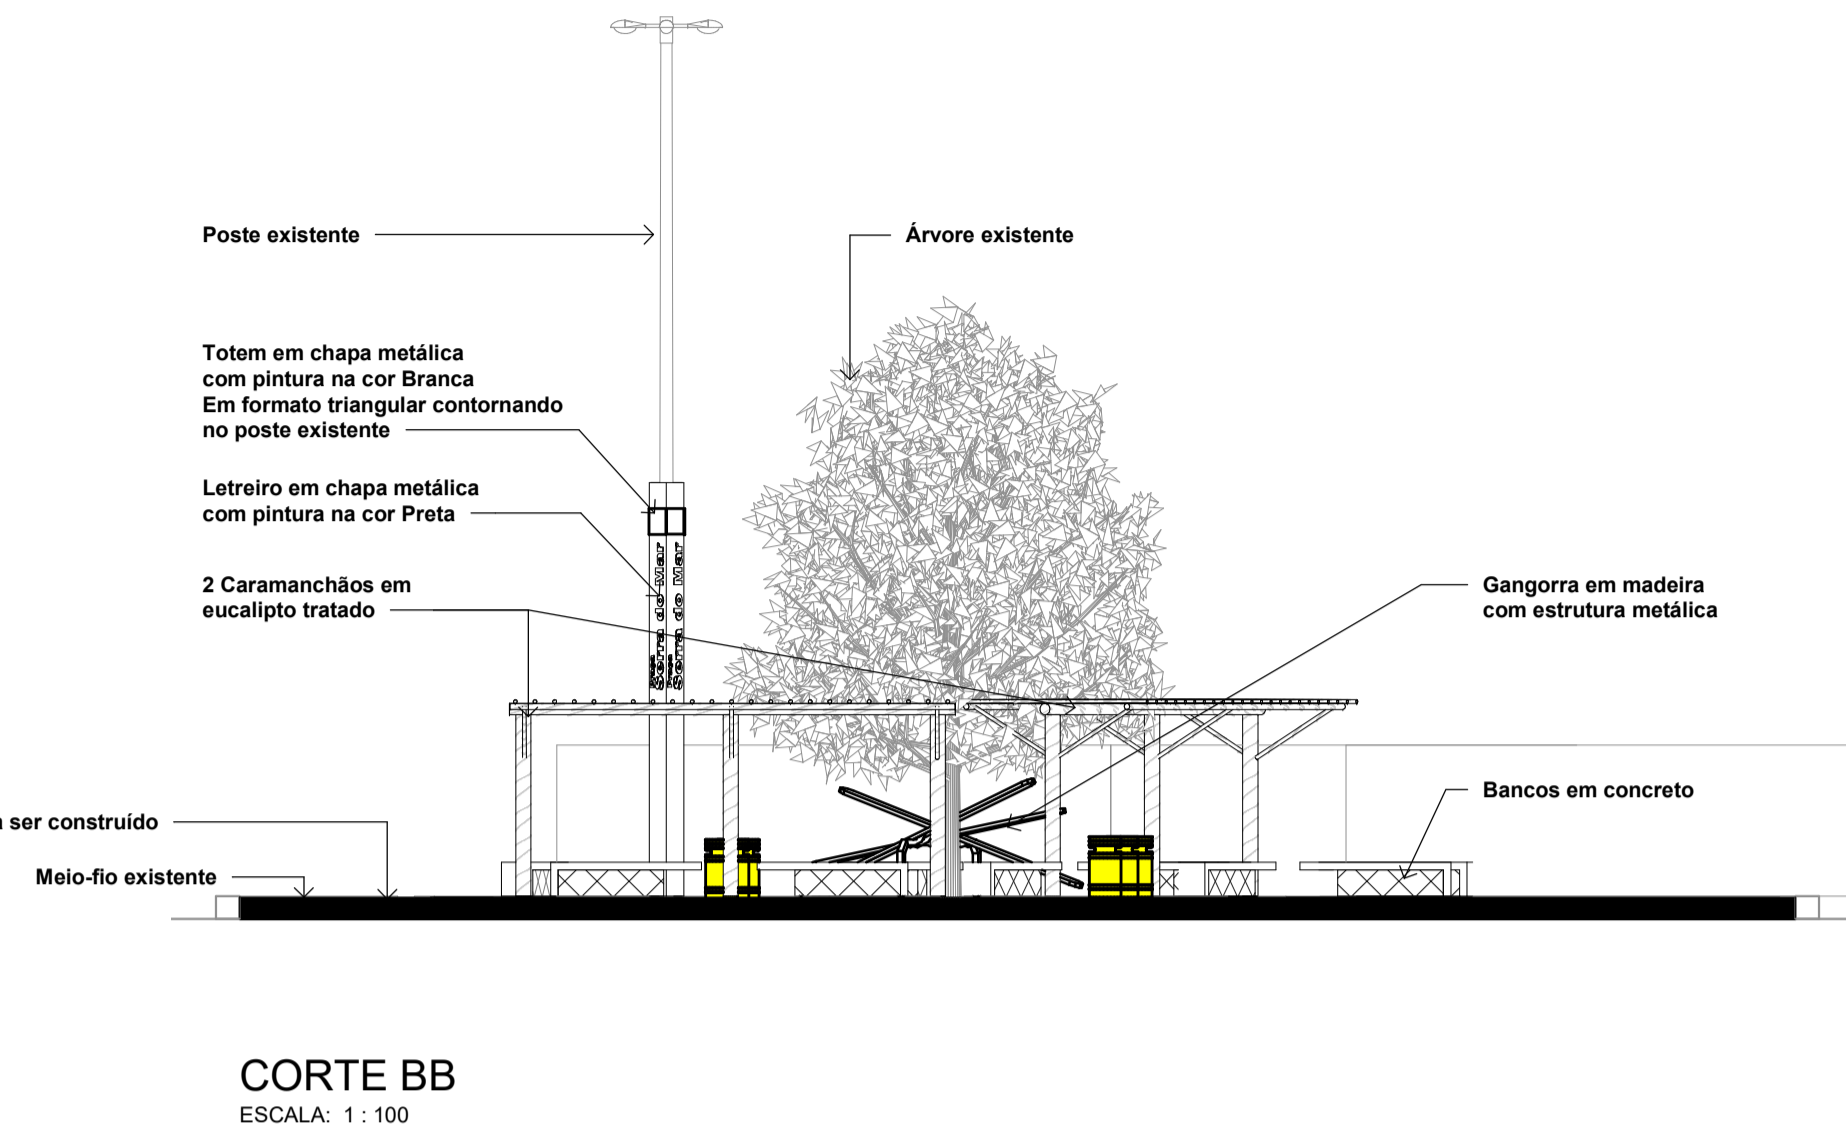 Poste existente
Árvore existente
Totem em chapa metálica
com pintura na cor Branca
Em formato triangular contornando
no poste existente
Letreiro em chapa metálica
com pintura na cor Preta
2 Caramanchãos em
eucalipto tratado
Praça
Serra do Mar
Praça
Serra do Mar
Gangorra em madeira
com estrutura metálica
Bancos em concreto
a ser construído
Meio-fio existente
CORTE BB
ESCALA: 1 : 100